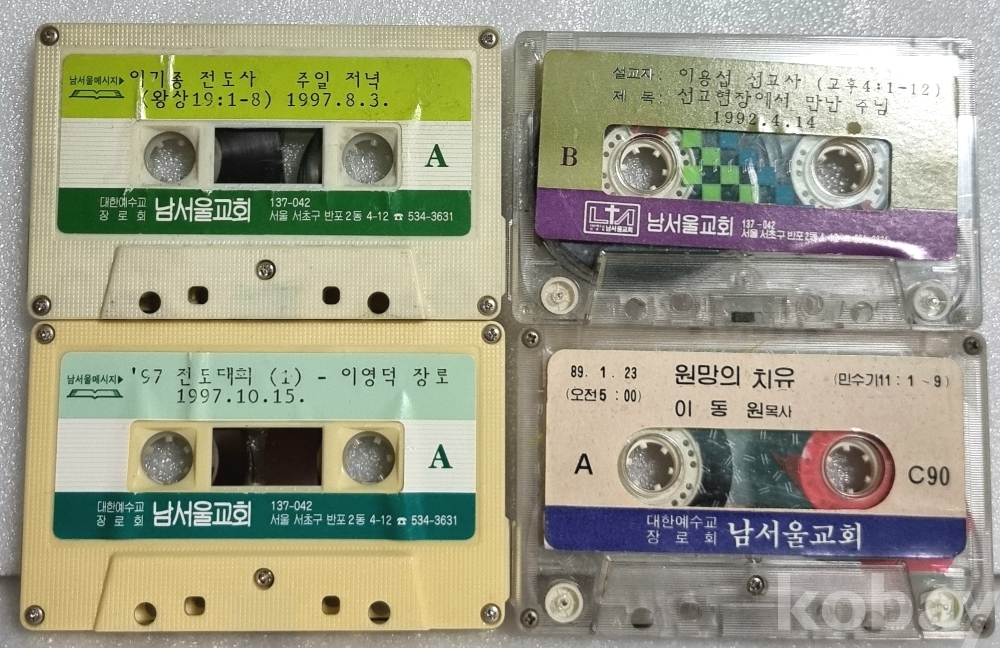 남서울메시지▶ 이기종 전도사 주일 저녁
(왕상19:1-8) 1997.8.3.
A
대한예수교
장로회 남서울교회
137-042
서울 서초구 반포2동 4-12 ☎ 534-3631
설교자: 이용섭 선교사 (고후4:1-12)
제 목: 선교현장에서 만난 주님
1992.4.14
B
남서울교회
남서울교회
137-042
서울 서초구 반포2동
남서울메시지▶ '97 전도대회 (1) - 이영덕 장로
1997.10.15.
A
대한예수교
장로회 남서울교회
137-042
서울 서초구 반포2동 4-12 ☎ 534-3631
89. 1. 23 원망의 치유 (민수기11:1~9)
(오전5:00)
이동원목사
A
C90
대한예수교
장로회 남서울교회
kobay